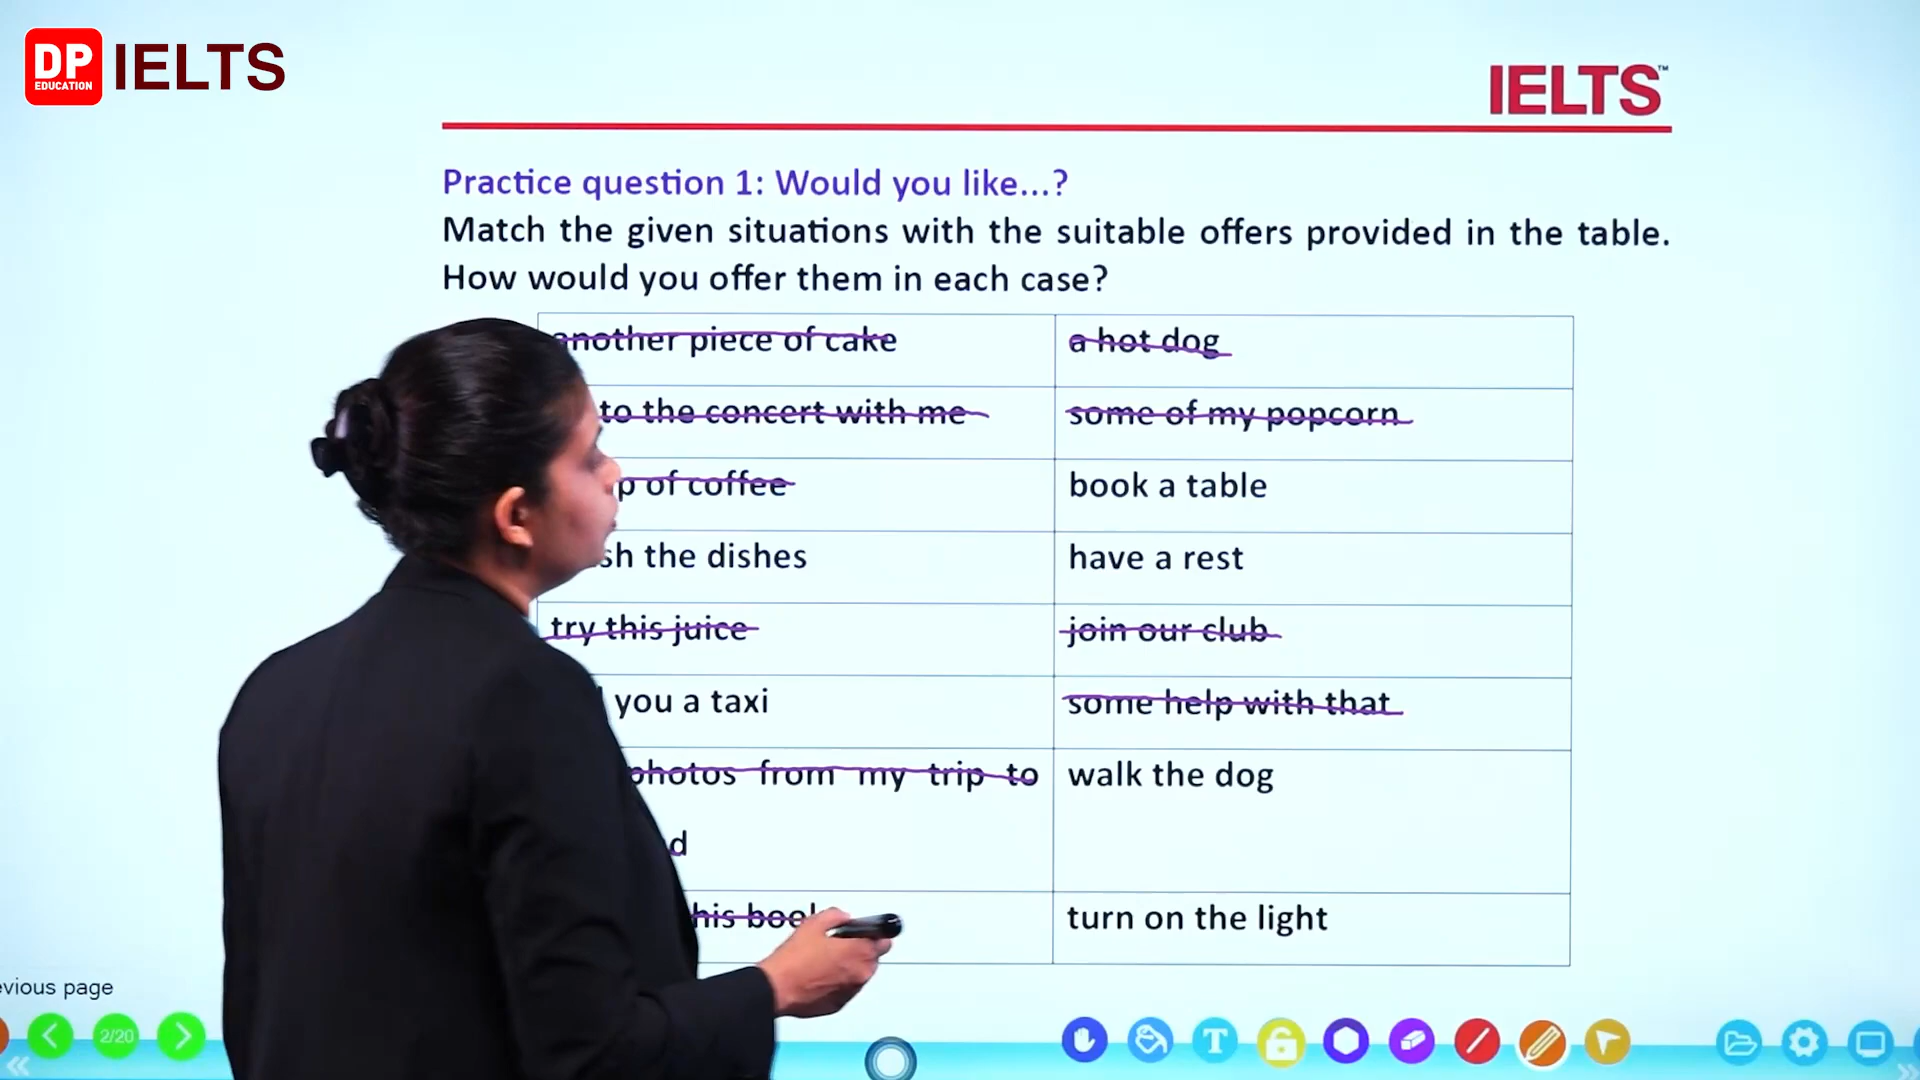 DP
EDUCATION
IELTS
IELTS™
Practice question 1: Would you like...?
Match the given situations with the suitable offers provided in the table.
How would you offer them in each case?
another piece of cake
a hot dog
to the concert with me
some of my popcorn
of coffee
book a table
the dishes
have a rest
try this juice
join our club
you a taxi
some help with that
photos from my trip to
walk the dog
turn on the light
page
2/20